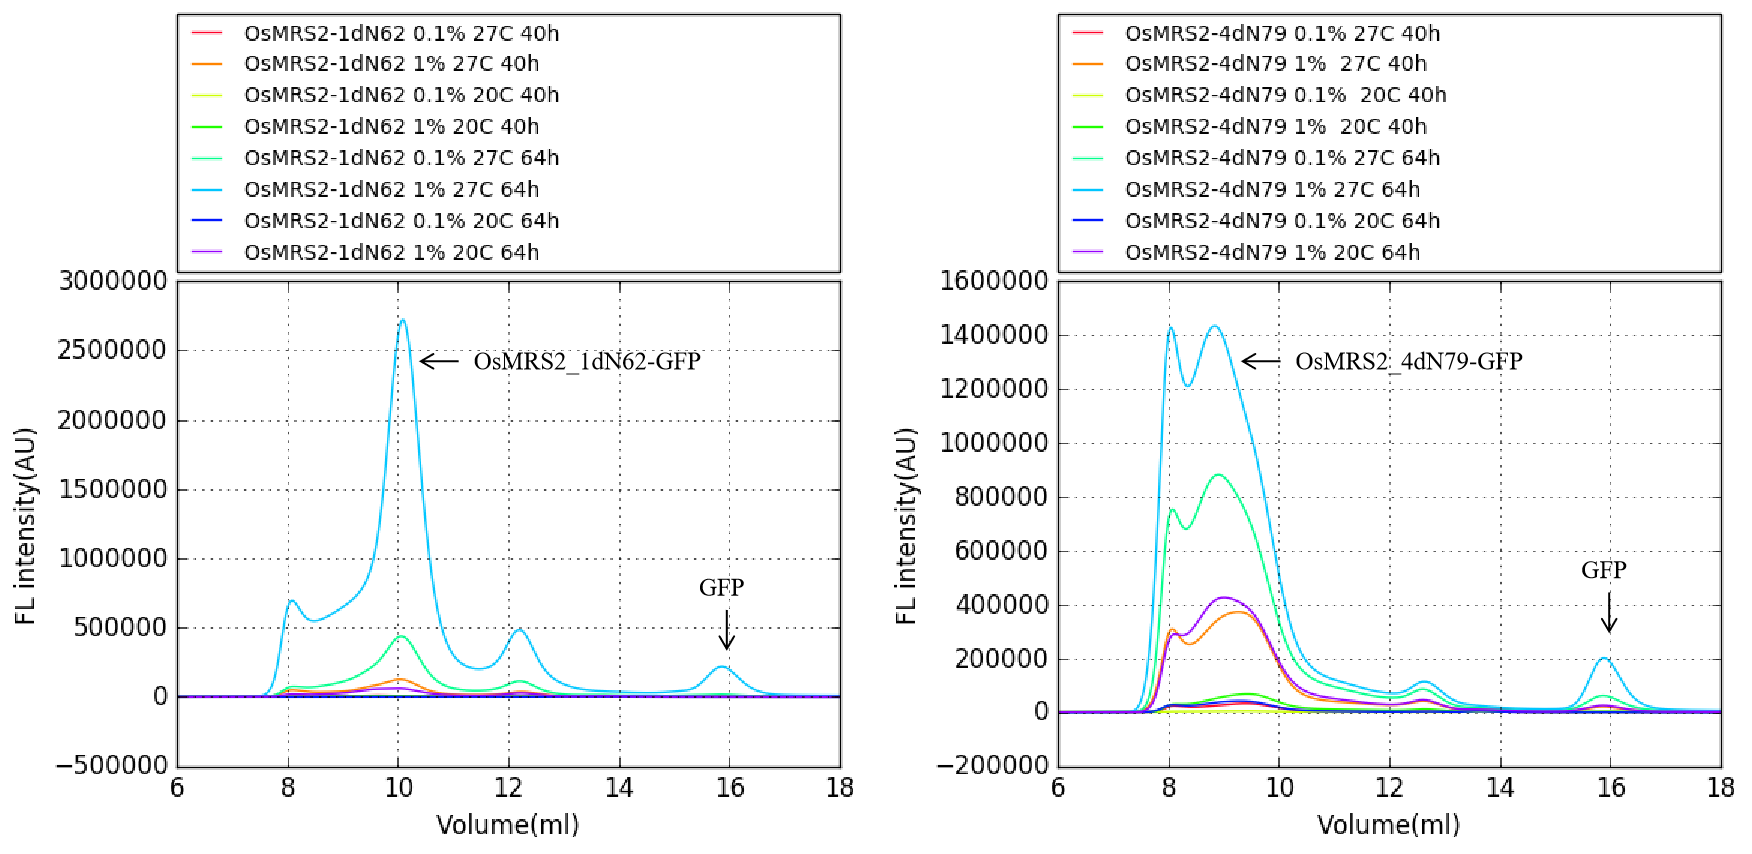 OsMRS2-1dN62 0.1% 27C 40h
OsMRS2-1dN62 1% 27C 40h
OsMRS2-1dN62 0.1% 20C 40h
OsMRS2-1dN62 1% 20C 40h
OsMRS2-1dN62 0.1% 27C 64h
OsMRS2-1dN62 1% 27C 64h
OsMRS2-1dN62 0.1% 20C 64h
OsMRS2-1dN62 1% 20C 64h
3000000
2500000
2000000
1500000
1000000
500000
0
−500000
FL intensity(AU)
OsMRS2_1dN62-GFP
GFP
6 8 10 12 14 16 18
Volume(ml)
OsMRS2-4dN79 0.1% 27C 40h
OsMRS2-4dN79 1%  27C 40h
OsMRS2-4dN79 0.1%  20C 40h
OsMRS2-4dN79 1%  20C 40h
OsMRS2-4dN79 0.1% 27C 64h
OsMRS2-4dN79 1% 27C 64h
OsMRS2-4dN79 0.1% 20C 64h
OsMRS2-4dN79 1% 20C 64h
1600000
1400000
1200000
1000000
800000
600000
400000
200000
0
−200000
FL intensity(AU)
OsMRS2_4dN79-GFP
GFP
6 8 10 12 14 16 18
Volume(ml)